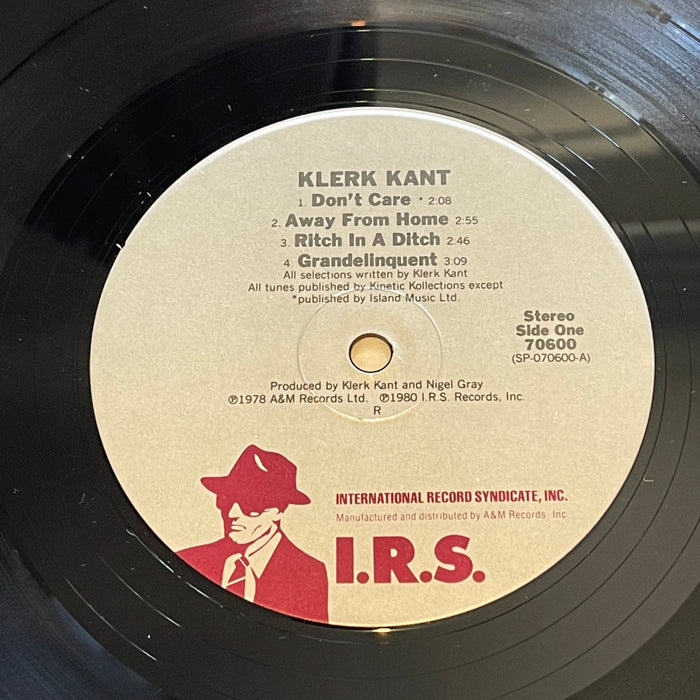 KLERK KANT
1. Don't Care * 2:08
2. Away From Home 2:55
3. Ritch In A Ditch 2:46
4. Grandelinquent 3:09
All selections written by Klerk Kant
All tunes published by Kinetic Kollections except
*published by Island Music Ltd.
Stereo
Side One
70600
(SP-070600-A)
Produced by Klerk Kant and Nigel Gray
℗1978 A&M Records Ltd. ℗1980 I.R.S. Records, Inc.
R
INTERNATIONAL RECORD SYNDICATE, INC.
Manufactured and distributed by A&M Records Inc.
I.R.S.